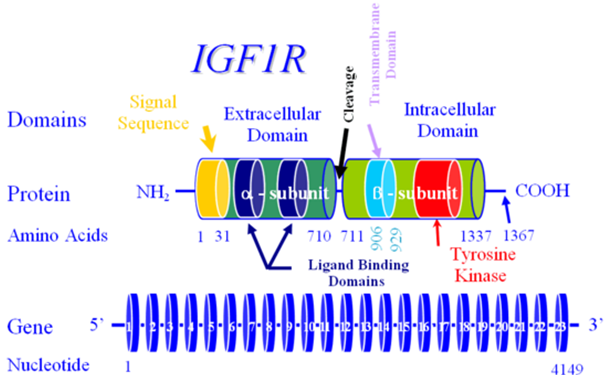 IGF1R
Transmembrane
Domain
Cleavage
Signal
Sequence
Extracellular
Domain
Intracellular
Domain
Domains
Protein
NH2
α - subunit
ß - subunit
COOH
Amino Acids
1 31 710 711 906 929 1337 1367
Ligand Binding
Domains
Tyrosine
Kinase
Gene 5’ 1 2 3 4 5 6 7 8 9 10 11 12 13 14 15 16 17 18 19 20 21 22 23 3’
Nucleotide 1 4149